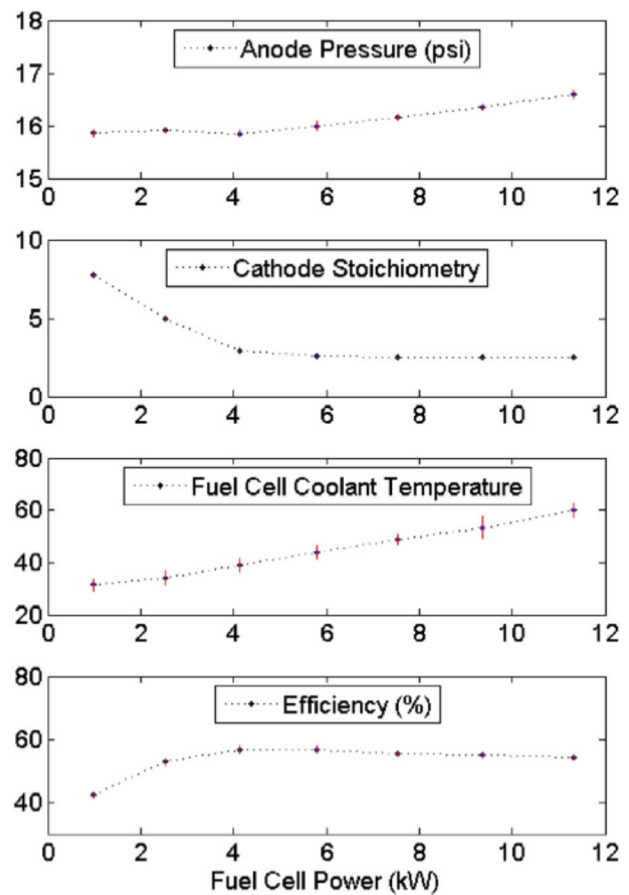 18
17
16
15
Anode Pressure (psi)
0 2 4 6 8 10 12
10
5
0
Cathode Stoichiometry
0 2 4 6 8 10 12
80
60
40
20
Fuel Cell Coolant Temperature
0 2 4 6 8 10 12
80
60
40
Efficiency (%)
0 2 4 6 8 10 12
Fuel Cell Power (kW)